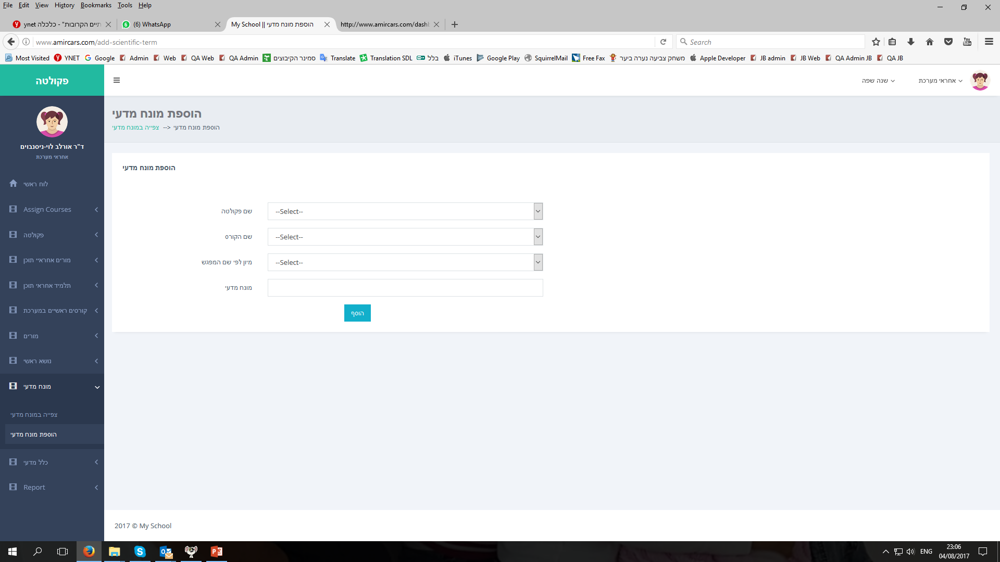 File Edit View History Bookmarks Tools Help
ynet כלכלה - "תיים הקרובות
(6) WhatsApp
My School || הוספת מונח מדעי
http://www.amircars.com/dashb
www.amircars.com/add-scientific-term
Search
Most Visited YNET Google Admin Web QA Web QA Admin סמינר הקיבוצים Translate Translation SDL בלל iTunes Google Play SquirrelMail Free Fax משחק צביעה נערה ביער Apple Developer JB admin JB Web QA Admin JB QA JB
פקולטה
שנה שפה
אחראי מערכת
ד"ר אורלב לוי-ניסנבוים
אחראי מערכת
לוח ראשי
Assign Courses
פקולטה
מורים אחראיי תוכן
תלמיד אחראי תוכן
קורסים ראשיים במערכת
מורים
נושא ראשי
מונח מדעי
צפייה במונח מדעי
הוספת מונח מדעי
כלל מדעי
Report
הוספת מונח מדעי
צפייה במונח מדעי <-- הוספת מונח מדעי
הוספת מונח מדעי
שם פקולטה --Select--
שם הקורס --Select--
מיון לפי שם המפגש --Select--
מונח מדעי
הוסף
2017 © My School
ENG
23:06
04/08/2017